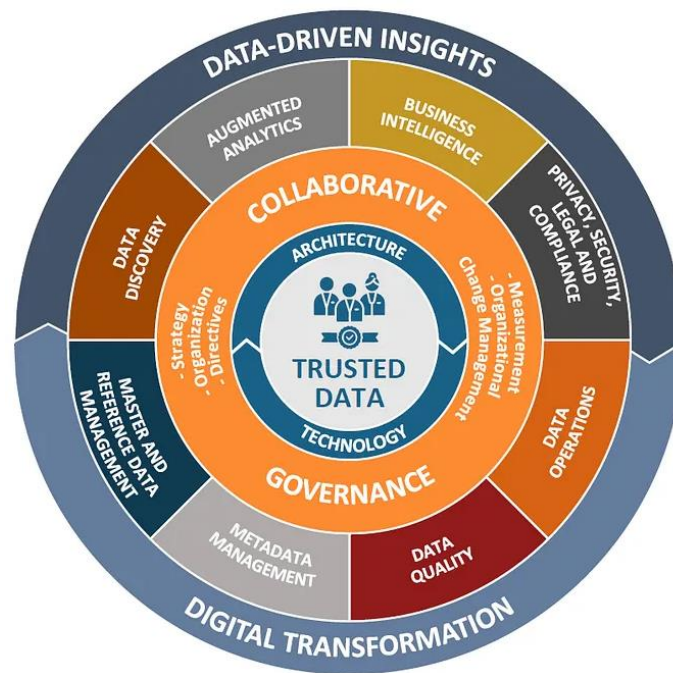 DATA-DRIVEN INSIGHTS
AUGMENTED
ANALYTICS
BUSINESS
INTELLIGENCE
PRIVACY, SECURITY,
LEGAL AND
COMPLIANCE
DATA
OPERATIONS
DATA
QUALITY
METADATA
MANAGEMENT
MASTER AND
REFERENCE DATA
MANAGEMENT
DATA
DISCOVERY
COLLABORATIVE
- Strategy
- Organization
- Directives
- Measurement
- Organizational
Change Management
GOVERNANCE
ARCHITECTURE
TRUSTED
DATA
TECHNOLOGY
DIGITAL TRANSFORMATION